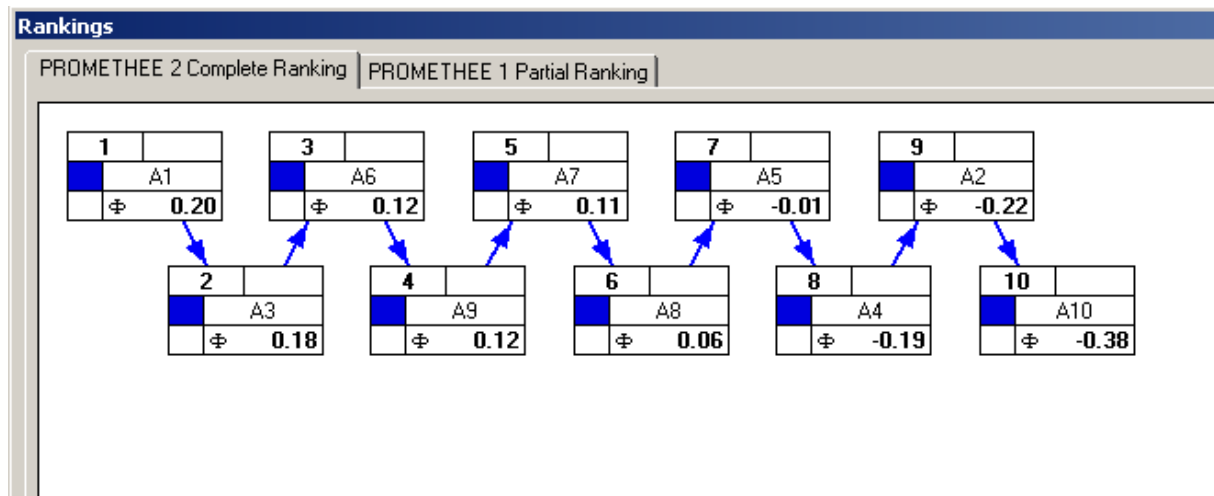 Rankings
PROMETHEE 2 Complete Ranking
PROMETHEE 1 Partial Ranking
1
A1
Φ 0.20
2
A3
Φ 0.18
3
A6
Φ 0.12
4
A9
Φ 0.12
5
A7
Φ 0.11
6
A8
Φ 0.06
7
A5
Φ -0.01
8
A4
Φ -0.19
9
A2
Φ -0.22
10
A10
Φ -0.38